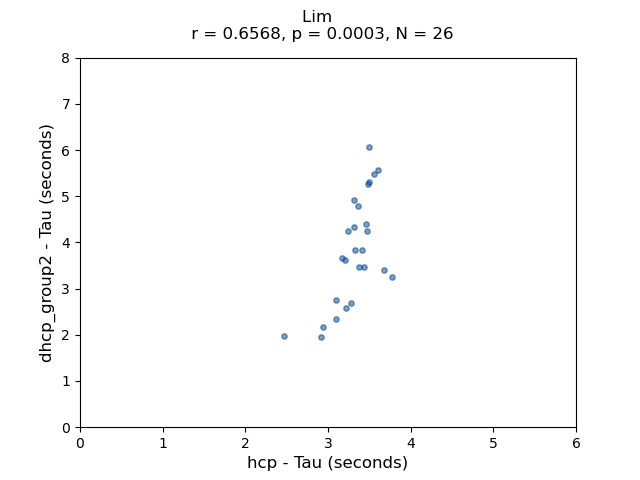 Lim
r = 0.6568, p = 0.0003, N = 26
8
7
6
5
4
3
2
1
0
dhcp_group2 - Tau (seconds)
0 1 2 3 4 5 6
hcp - Tau (seconds)